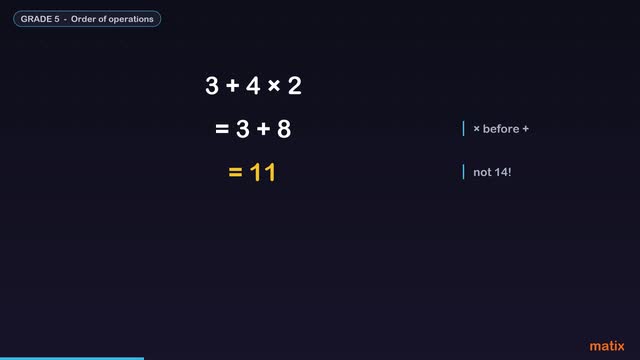 GRADE 5 - Order of operations
3 + 4 × 2
= 3 + 8
× before +
= 11
not 14!
matix